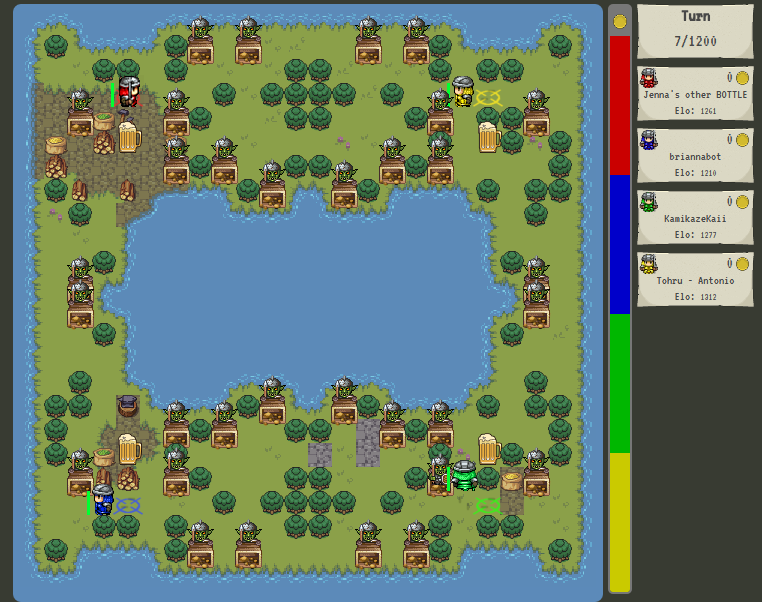 Turn
7/1200
0
Jenna's other BOTTLE
Elo: 1261
0
briannabot
Elo: 1210
0
KamikazeKaii
Elo: 1277
0
Tohru - Antonio
Elo: 1312